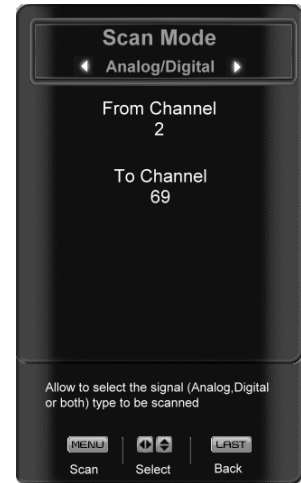 Scan Mode
Analog/Digital
From Channel
2
To Channel
69
Allow to select the signal (Analog,Digital
or both) type to be scanned
MENU LAST
Scan Select Back